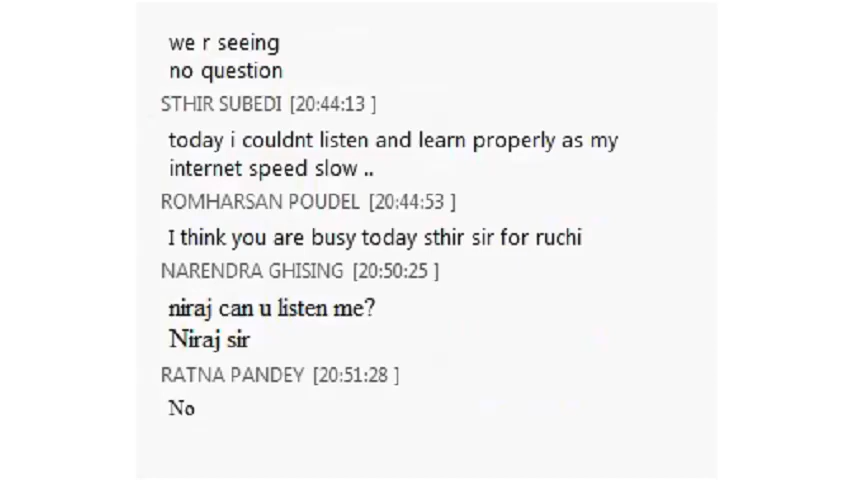 we r seeing
no question
STHIR SUBEDI [20:44:13 ]
today i couldnt listen and learn properly as my
internet speed slow ..
ROMHARSAN POUDEL [20:44:53 ]
I think you are busy today sthir sir for ruchi
NARENDRA GHISING [20:50:25 ]
niraj can u listen me?
Niraj sir
RATNA PANDEY [20:51:28 ]
No